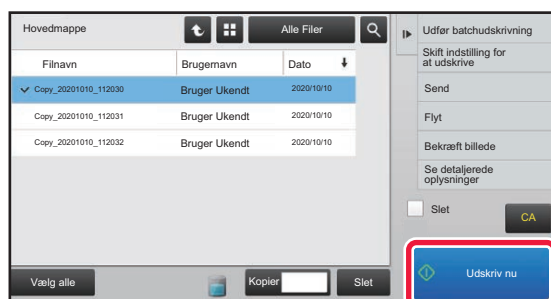 Hovedmappe
Alle Filer
Filnavn
Brugernavn
Dato
Copy_20201010_112030
Bruger Ukendt
2020/10/10
Copy_20201010_112031
Bruger Ukendt
2020/10/10
Copy_20201010_112032
Bruger Ukendt
2020/10/10
Vælg alle
Kopier
Slet
Udfør batchudskrivning
Skift indstilling for
at udskrive
Send
Flyt
Bekræft billede
Se detaljerede
oplysninger
Slet
CA
Udskriv nu